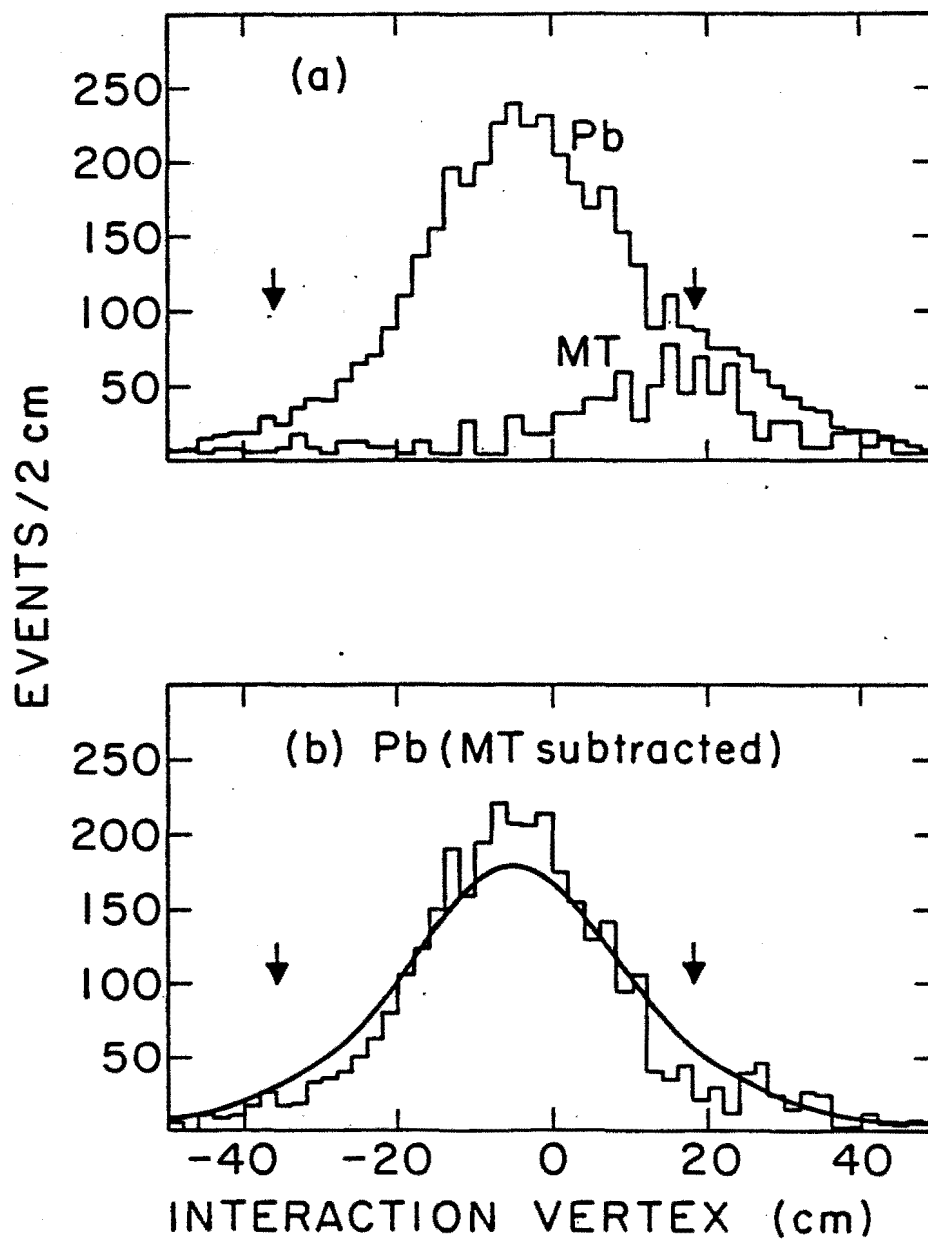 (a)
250
200
150
100
50
Pb
MT
EVENTS/2 cm
(b) Pb (MT subtracted)
250
200
150
100
50
-40 -20 0 20 40
INTERACTION VERTEX (cm)